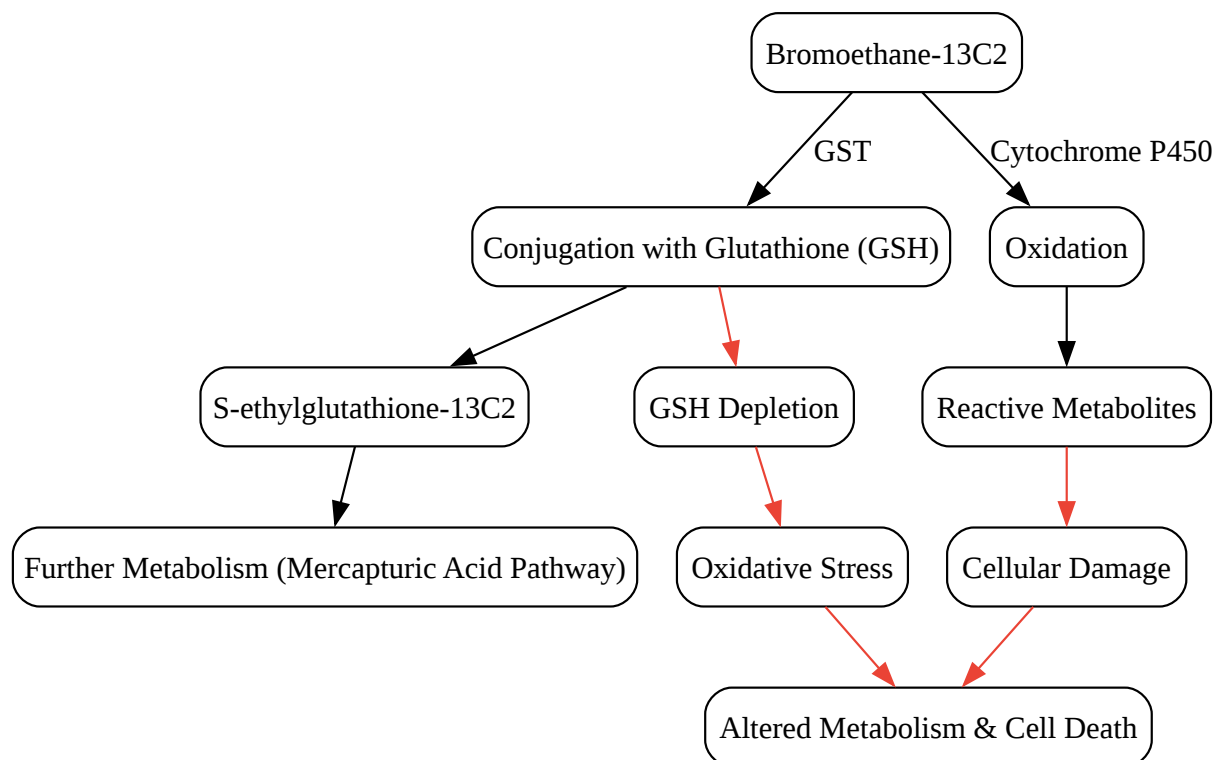 Bromoethane-13C2
GST
Cytochrome P450
Conjugation with Glutathione (GSH)
Oxidation
S-ethylglutathione-13C2
GSH Depletion
Reactive Metabolites
Further Metabolism (Mercapturic Acid Pathway)
Oxidative Stress
Cellular Damage
Altered Metabolism & Cell Death